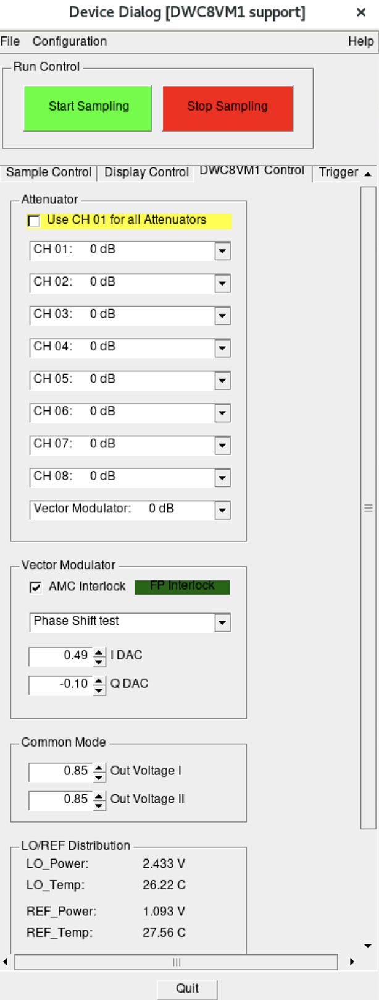 Device Dialog [DWC8VM1 support]
File Configuration Help
Run Control
Start Sampling Stop Sampling
Sample Control Display Control DWC8VM1 Control Trigger
Attenuator
Use CH 01 for all Attenuators
CH 01: 0 dB
CH 02: 0 dB
CH 03: 0 dB
CH 04: 0 dB
CH 05: 0 dB
CH 06: 0 dB
CH 07: 0 dB
CH 08: 0 dB
Vector Modulator: 0 dB
Vector Modulator
AMC Interlock FP Interlock
Phase Shift test
0.49 I DAC
-0.10 Q DAC
Common Mode
0.85 Out Voltage I
0.85 Out Voltage II
LO/REF Distribution
LO_Power: 2.433 V
LO_Temp: 26.22 C
REF_Power: 1.093 V
REF_Temp: 27.56 C
Quit